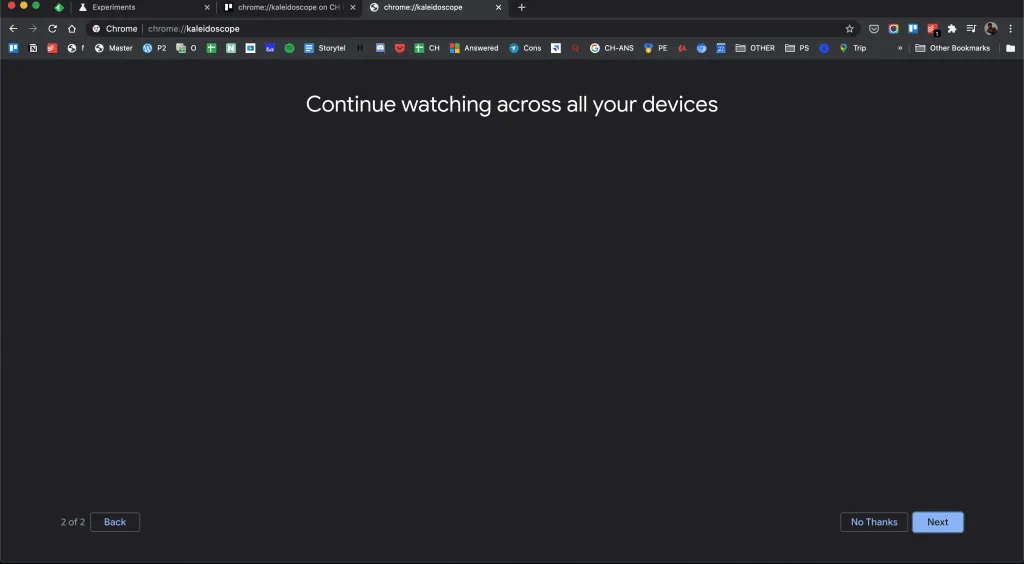 Experiments
chrome://kaleidoscope on CH
chrome://kaleidoscope
Chrome
chrome://kaleidoscope
1
f
Master
P2
O
Storytel
CH
Answered
Cons
CH-ANS
PE
OTHER
PS
Trip
»
Other Bookmarks
Continue watching across all your devices
2 of 2
Back
No Thanks
Next